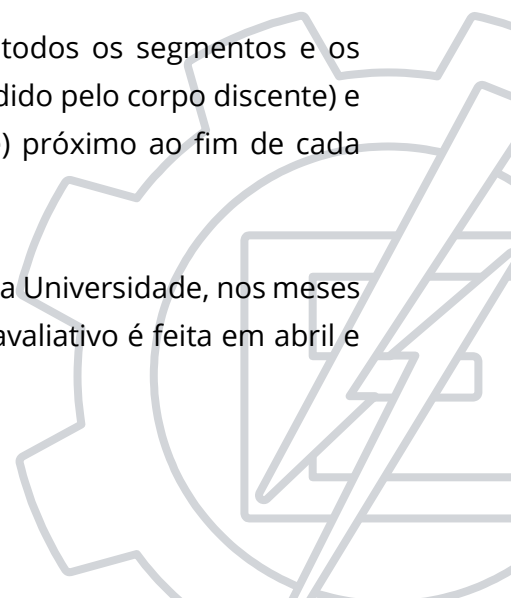 todos os segmentos e os
dido pelo corpo discente) e
) próximo ao fim de cada
a Universidade, nos meses
avaliativo é feita em abril e